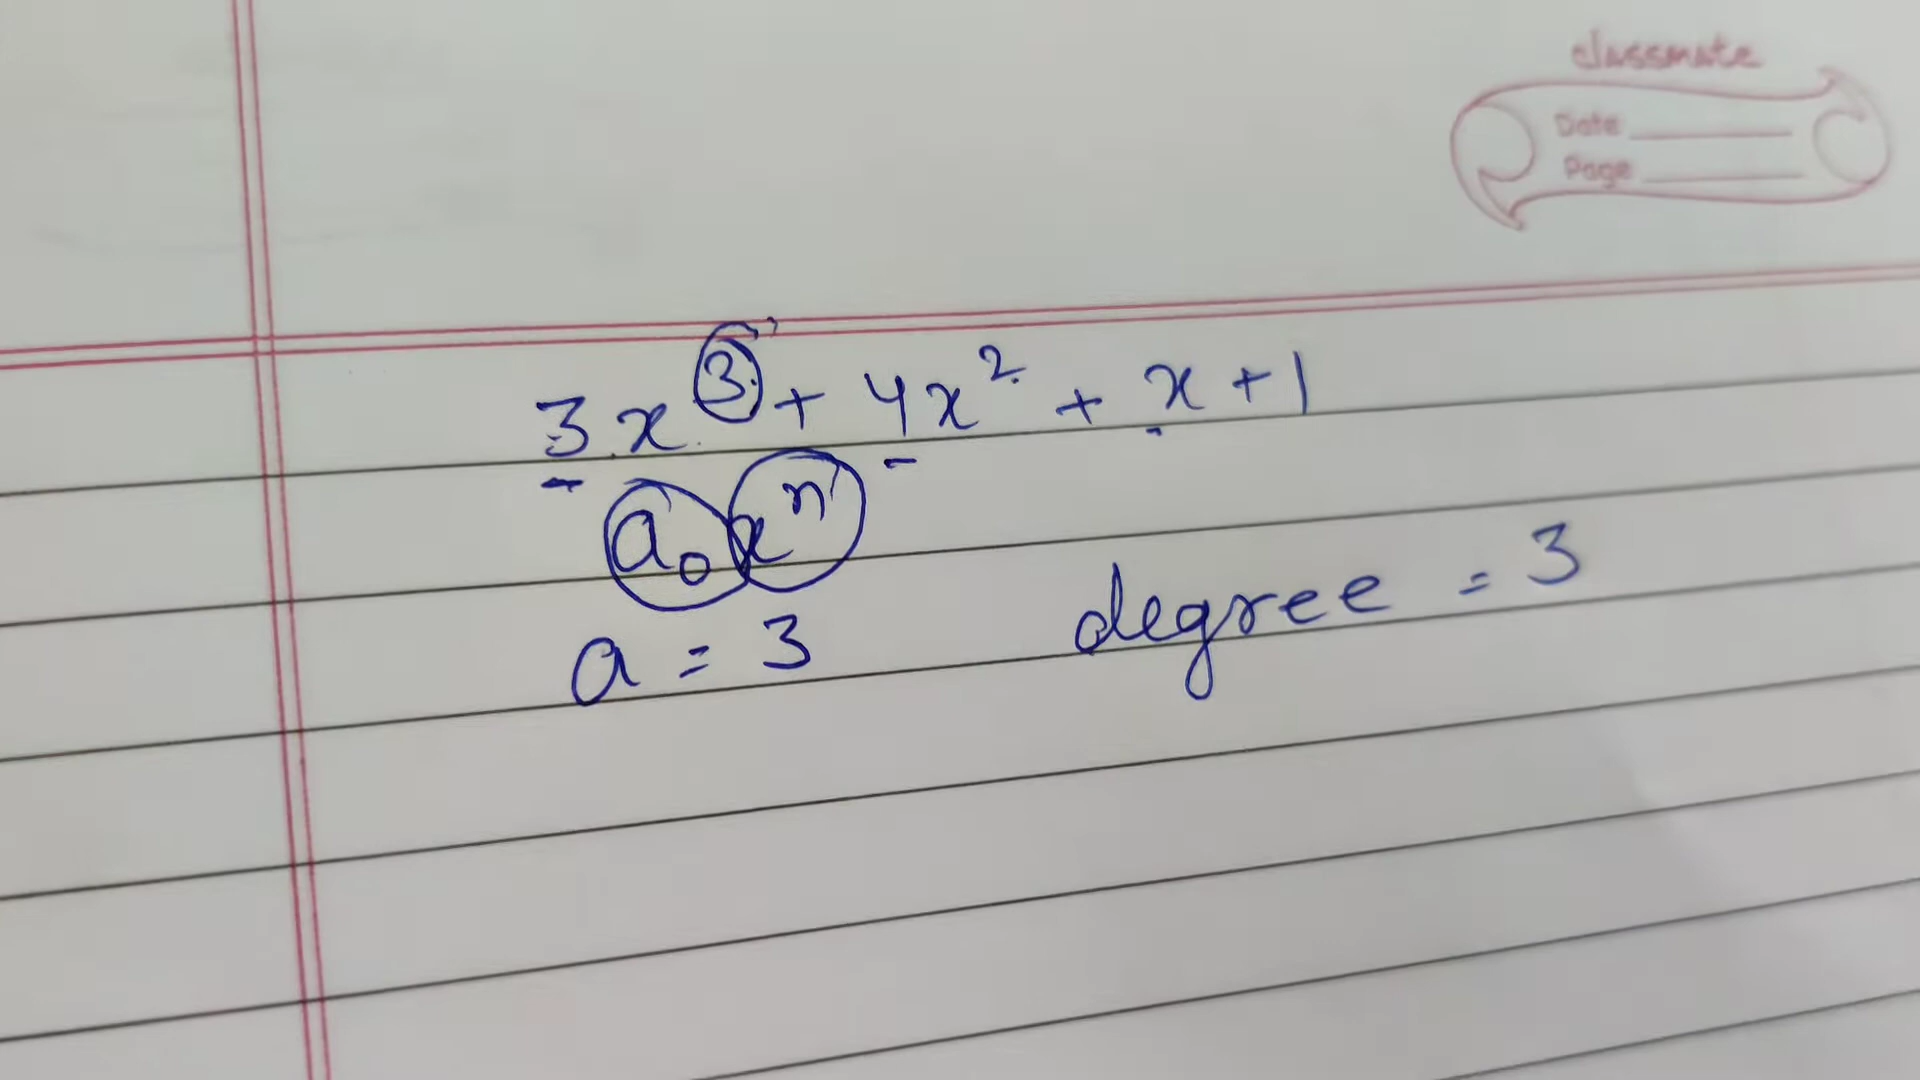 classmate
Date
Page
3x³ + 4x² + x + 1
a₀xⁿ
a = 3
degree = 3